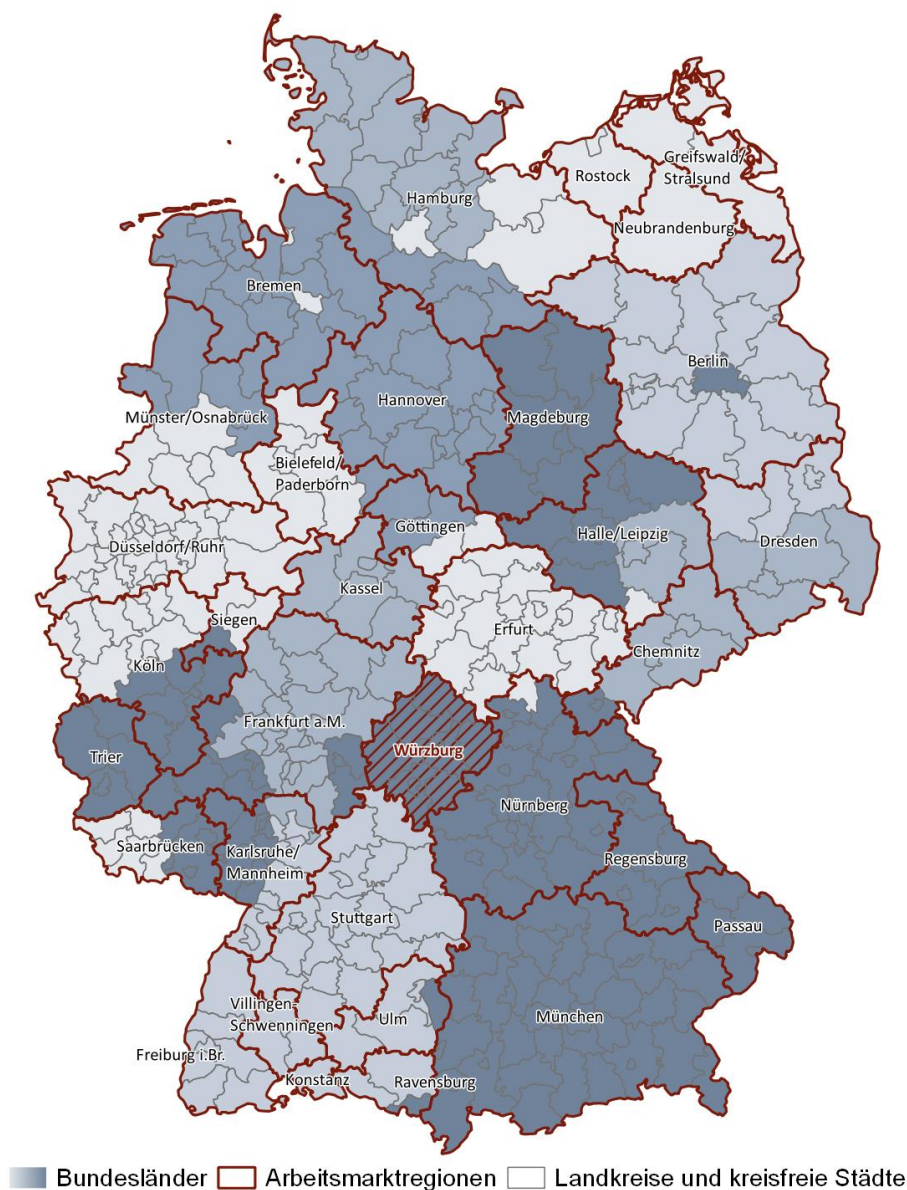 Greifswald/
Stralsund
Rostock
Hamburg
Neubrandenburg
Bremen
Berlin
Hannover
Münster/Osnabrück
Magdeburg
Bielefeld/
Paderborn
Göttingen
Halle/Leipzig
Düsseldorf/Ruhr
Dresden
Kassel
Siegen
Erfurt
Chemnitz
Köln
Frankfurt a.M.
Würzburg
Trier
Nürnberg
Saarbrücken
Karlsruhe/
Mannheim
Regensburg
Stuttgart
Passau
Villingen-
Schwenningen
Ulm
München
Freiburg i.Br.
Konstanz
Ravensburg
Bundesländer Arbeitsmarktregionen Landkreise und kreisfreie Städte